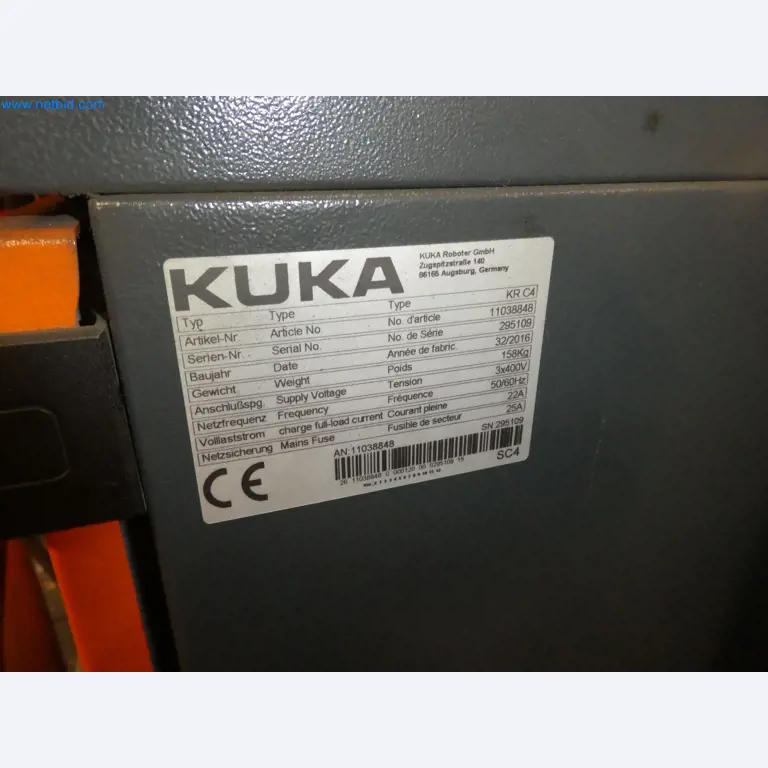 www.netbid.com
KUKA
KUKA Roboter GmbH
Zugspitzstraße 140
86165 Augsburg, Germany
Typ Type Type KR C4
Artikel-Nr Article No No. d'article 11038848
Serien-Nr. Serial No. No. de Série 295109
Baujahr Date Année de fabric. 32/2016
Gewicht Weight Poids 158Kg
Anschlußspg. Supply Voltage Tension 3x400V
Netzfrequenz Frequency Fréquence 50/60Hz
Volllaststrom charge full-load current Courant pleine 22A
Netzsicherung Mains Fuse Fusible de secteur 25A
AN:11038848 SN:295109
SC4
CE